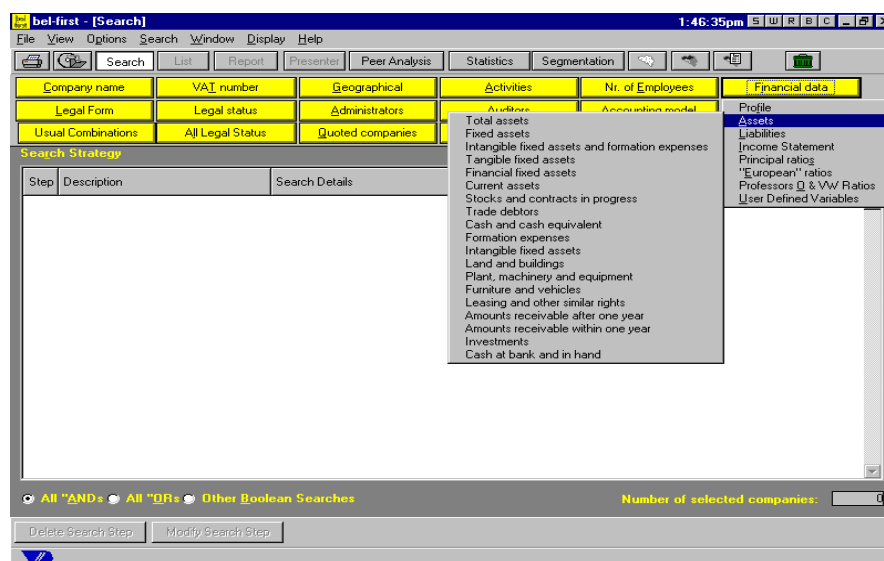 bel-first - [Search] 1:46:35pm S W R B C
File View Options Search Window Display Help
Search List Report Presenter Peer Analysis Statistics Segmentation
Company name VAT number Geographical Activities Nr. of Employees Financial data
Legal Form Legal status Administrators Auditors Accounting model
Usual Combinations All Legal Status Quoted companies
Profile
Assets
Liabilities
Income Statement
Principal ratios
"European" ratios
Professors O & VW Ratios
User Defined Variables
Total assets
Fixed assets
Intangible fixed assets and formation expenses
Tangible fixed assets
Financial fixed assets
Current assets
Stocks and contracts in progress
Trade debtors
Cash and cash equivalent
Formation expenses
Intangible fixed assets
Land and buildings
Plant, machinery and equipment
Furniture and vehicles
Leasing and other similar rights
Amounts receivable after one year
Amounts receivable within one year
Investments
Cash at bank and in hand
Search Strategy
Step Description Search Details
All "ANDs All "ORs Other Boolean Searches Number of selected companies: 0
Delete Search Step Modify Search Step